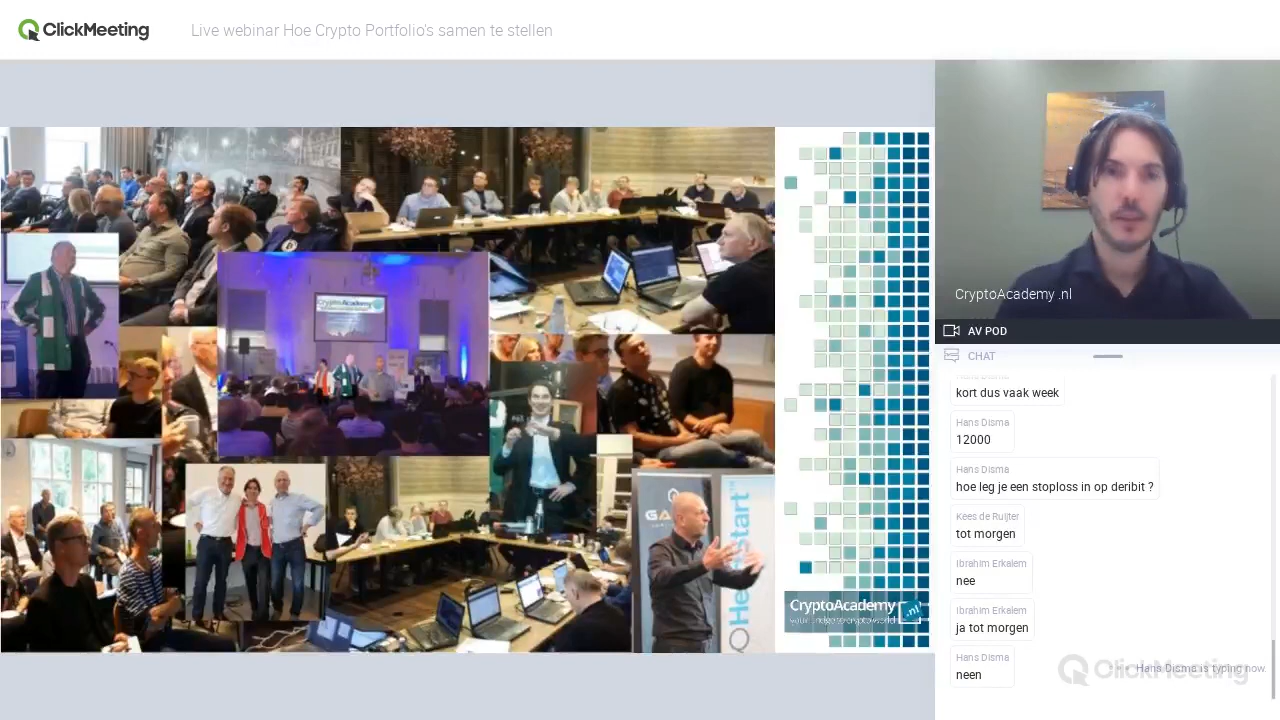 ClickMeeting
Live webinar Hoe Crypto Portfolio's samen te stellen
CryptoAcademy
CryptoAcademy .nl
AV POD
CHAT
kort dus vaak week
Hans Disma
12000
Hans Disma
hoe leg je een stoploss in op deribit ?
Kees de Ruijter
tot morgen
Ibrahim Erkalem
nee
Ibrahim Erkalem
ja tot morgen
Hans Disma
neen
Hans Disma is typing now.
ClickMeeting
CryptoAcademy .nl